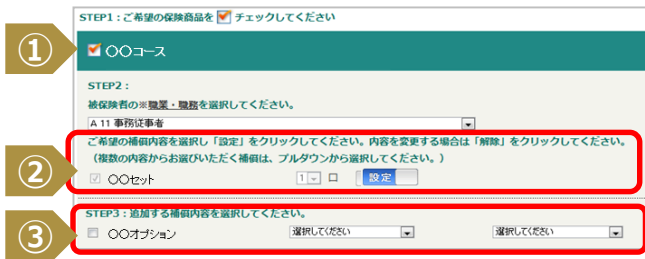 STEP1：ご希望の保険商品を チェックしてください
①
〇〇コース
STEP2：
被保険者の※職業・職務を選択してください。
A 11 事務従事者
ご希望の補償内容を選択し「設定」をクリックしてください。内容を変更する場合は「解除」をクリックしてください。
（複数の内容からお選びいただく補償は、プルダウンから選択してください。）
②
〇〇セット 1 口 設定
STEP3：追加する補償内容を選択してください。
③
〇〇オプション 選択してください 選択してください